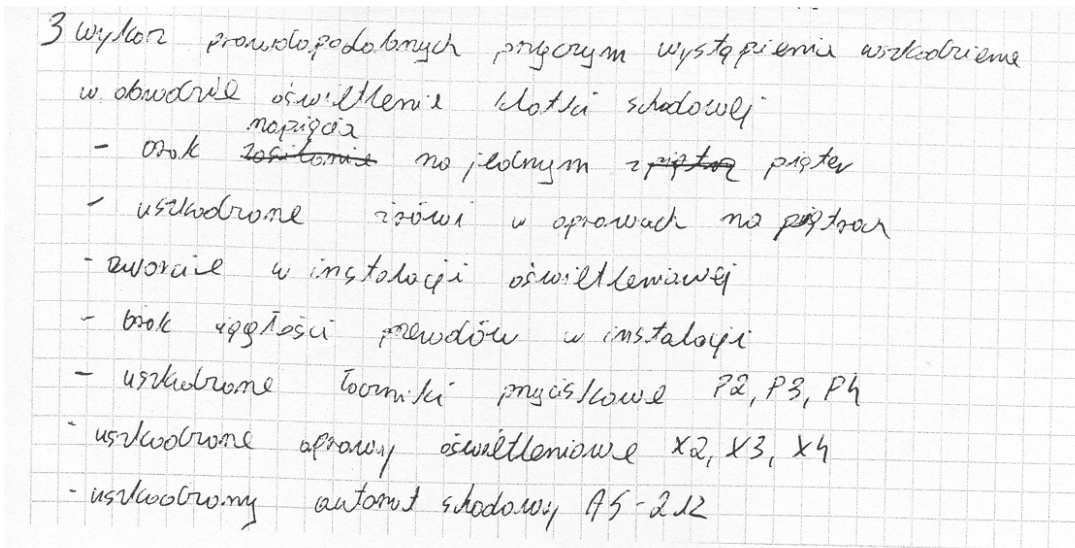 3 wykaz prawdopodobnych przyczyn wystąpienia uszkodzenia
w obwodzie oświetlenia klatki schodowej
napięcia
- brak zasilania na jednym z piętra pięter
- uszkodzone żarówki w oprawach na piętrach
- zwarcie w instalacji oświetleniowej
- brak ciągłości przewodów w instalacji
- uszkodzone łączniki przyciskowe P2, P3, P4
- uszkodzone oprawy oświetleniowe X2, X3, X4
- uszkodzony automat schodowy AS-212